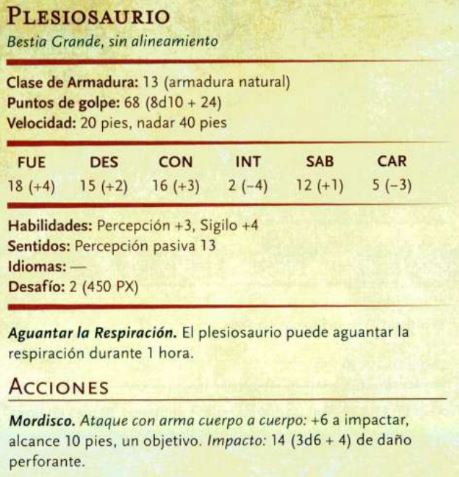 PLESIOSAURIO
Bestia Grande, sin alineamiento
Clase de Armadura: 13 (armadura natural)
Puntos de golpe: 68 (8d10 + 24)
Velocidad: 20 pies, nadar 40 pies
FUE DES CON INT SAB CAR
18 (+4) 15 (+2) 16 (+3) 2 (−4) 12 (+1) 5 (−3)
Habilidades: Percepción +3, Sigilo +4
Sentidos: Percepción pasiva 13
Idiomas: —
Desafío: 2 (450 PX)
Aguantar la Respiración. El plesiosaurio puede aguantar la
respiración durante 1 hora.
ACCIONES
Mordisco. Ataque con arma cuerpo a cuerpo: +6 a impactar,
alcance 10 pies, un objetivo. Impacto: 14 (3d6 + 4) de daño
perforante.